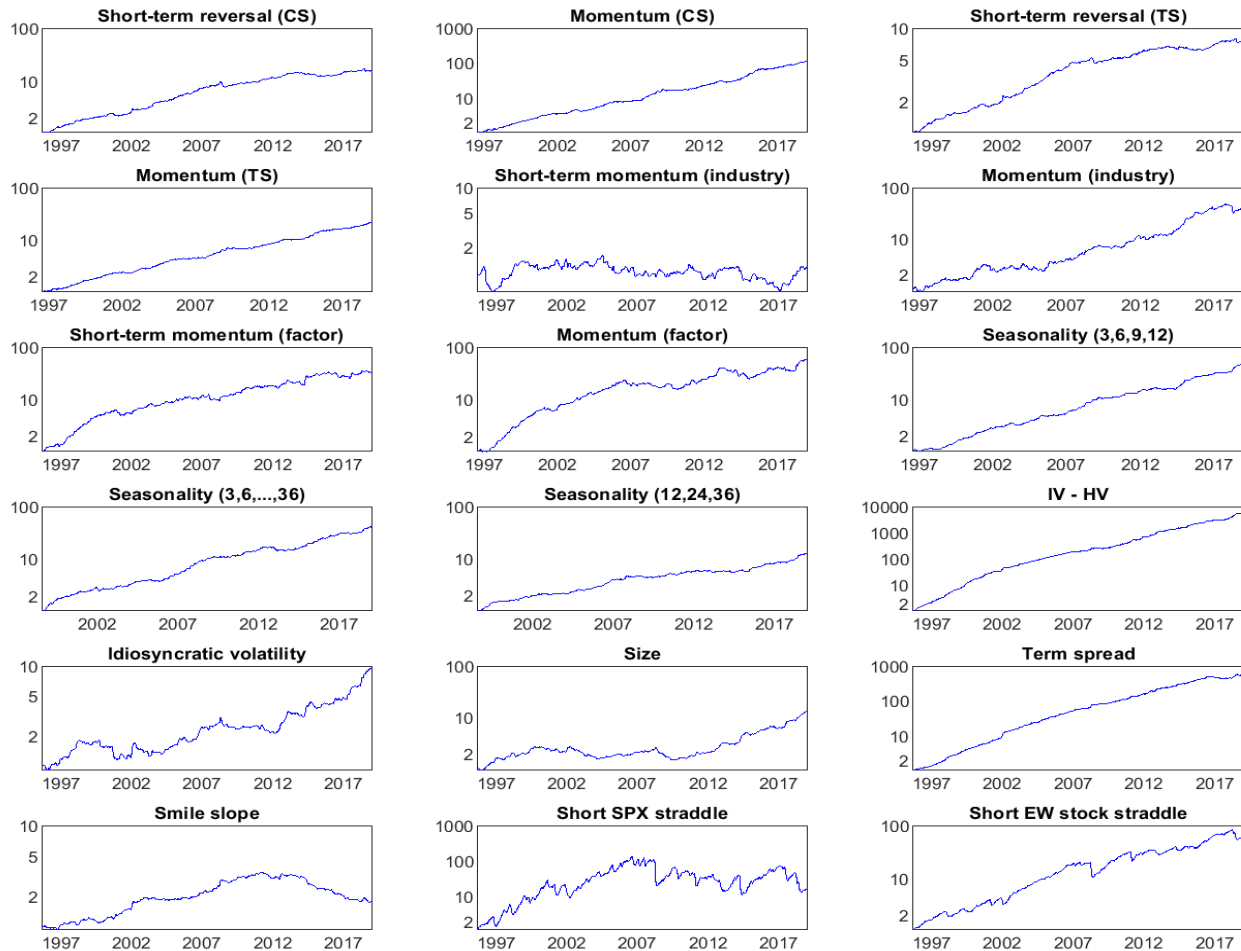 Short-term reversal (CS)
100
10
2
1997 2002 2007 2012 2017
Momentum (CS)
1000
100
10
2
1997 2002 2007 2012 2017
Short-term reversal (TS)
10
5
2
1997 2002 2007 2012 2017
Momentum (TS)
100
10
2
1997 2002 2007 2012 2017
Short-term momentum (industry)
10
5
2
1997 2002 2007 2012 2017
Momentum (industry)
100
10
2
1997 2002 2007 2012 2017
Short-term momentum (factor)
100
10
2
1997 2002 2007 2012 2017
Momentum (factor)
100
10
2
1997 2002 2007 2012 2017
Seasonality (3,6,9,12)
100
10
2
1997 2002 2007 2012 2017
Seasonality (3,6,...,36)
100
10
2
2002 2007 2012 2017
Seasonality (12,24,36)
100
10
2
2002 2007 2012 2017
IV - HV
10000
1000
100
10
2
1997 2002 2007 2012 2017
Idiosyncratic volatility
10
5
2
1997 2002 2007 2012 2017
Size
100
10
2
1997 2002 2007 2012 2017
Term spread
1000
100
10
2
1997 2002 2007 2012 2017
Smile slope
10
5
2
1997 2002 2007 2012 2017
Short SPX straddle
1000
100
10
2
1997 2002 2007 2012 2017
Short EW stock straddle
100
10
2
1997 2002 2007 2012 2017